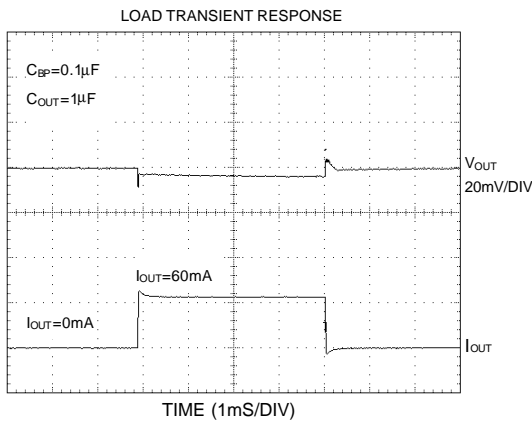 LOAD TRANSIENT RESPONSE
CBP=0.1µF
COUT=1µF
VOUT
20mV/DIV
IOUT=60mA
IOUT=0mA
IOUT
TIME (1mS/DIV)